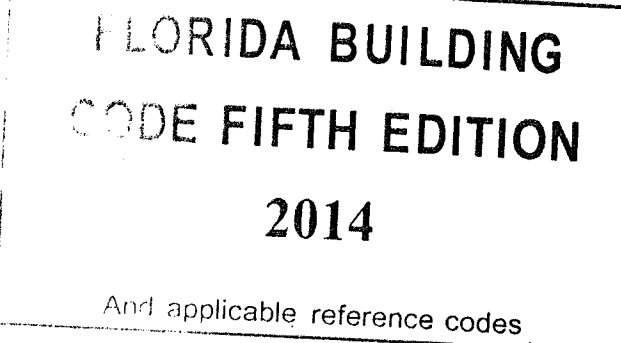 FLORIDA BUILDING
CODE FIFTH EDITION
2014
And applicable reference codes